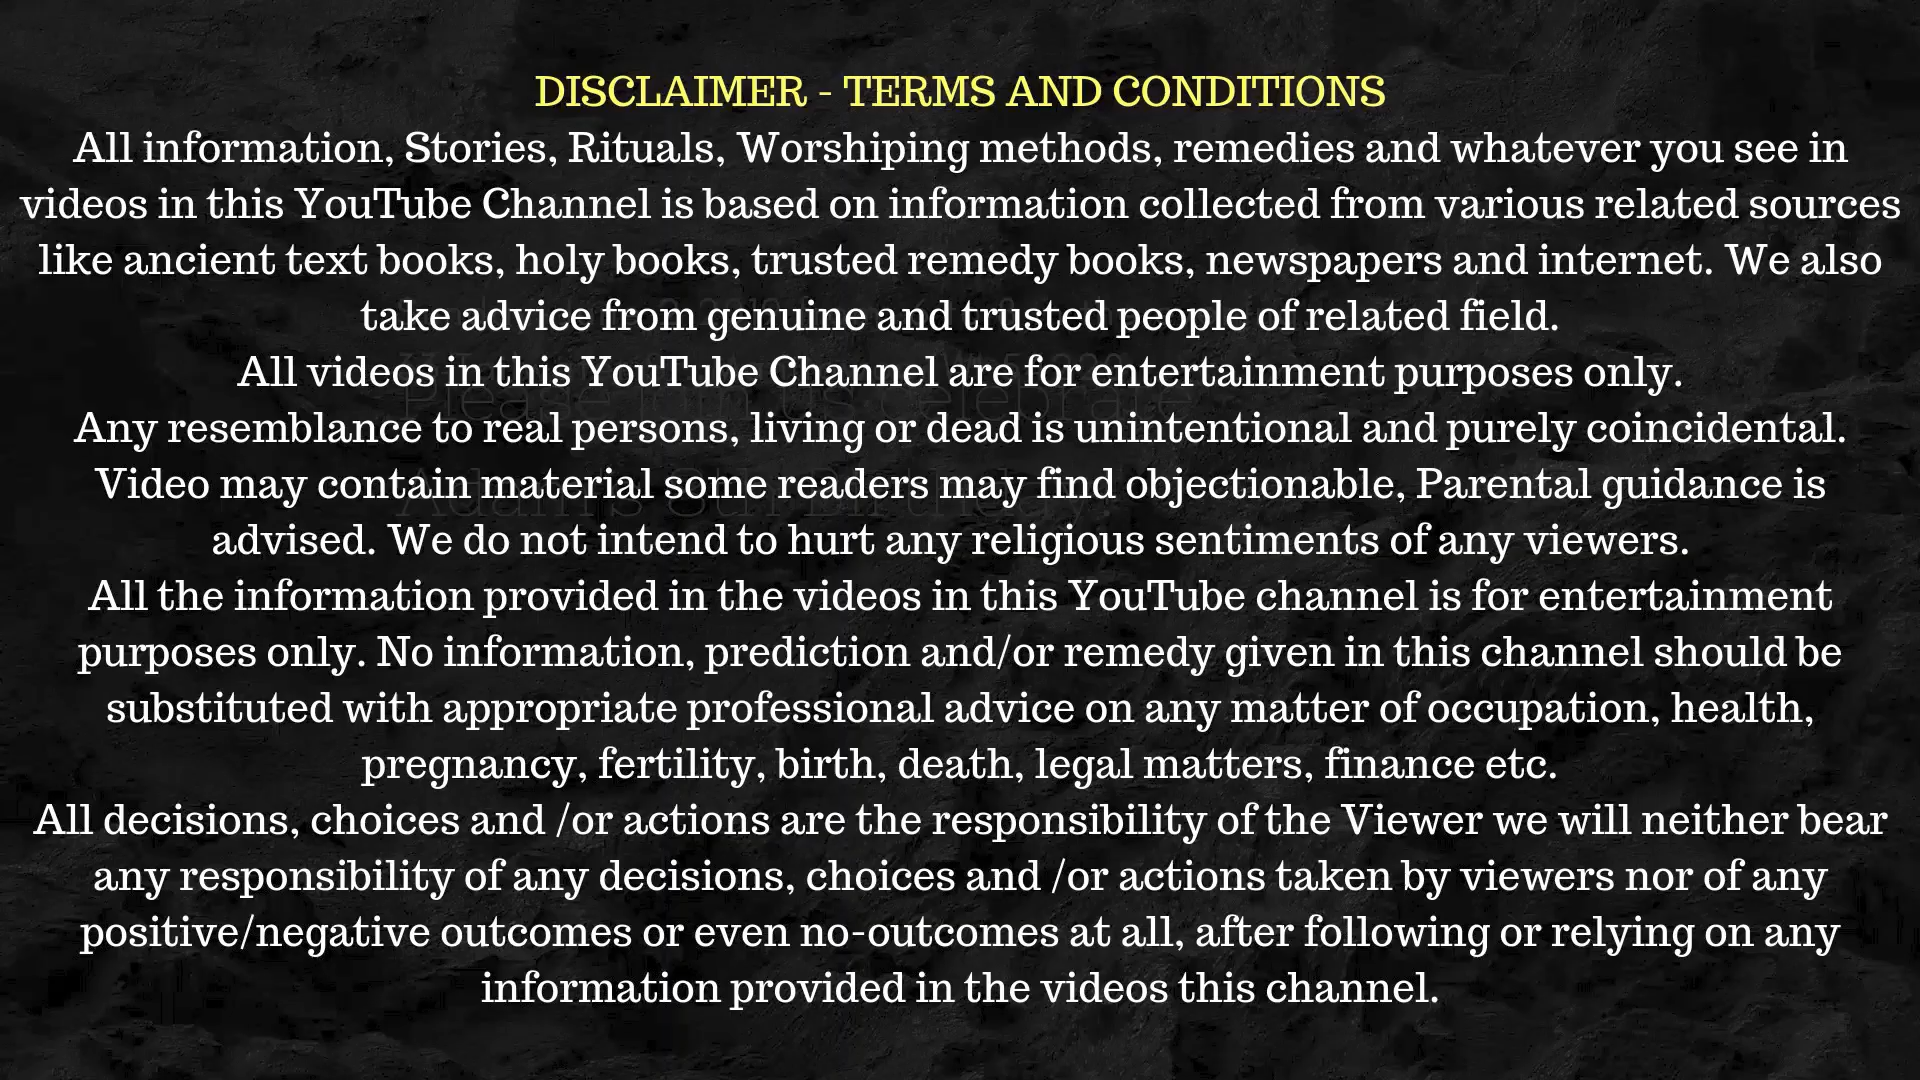 DISCLAIMER - TERMS AND CONDITIONS
All information, Stories, Rituals, Worshiping methods, remedies and whatever you see in
videos in this YouTube Channel is based on information collected from various related sources
like ancient text books, holy books, trusted remedy books, newspapers and internet. We also
take advice from genuine and trusted people of related field.
All videos in this YouTube Channel are for entertainment purposes only.
Please join us celebrate
Any resemblance to real persons, living or dead is unintentional and purely coincidental.
Video may contain material some readers may find objectionable, Parental guidance is
Adam's 8th Birthday!
advised. We do not intend to hurt any religious sentiments of any viewers.
All the information provided in the videos in this YouTube channel is for entertainment
purposes only. No information, prediction and/or remedy given in this channel should be
substituted with appropriate professional advice on any matter of occupation, health,
pregnancy, fertility, birth, death, legal matters, finance etc.
All decisions, choices and /or actions are the responsibility of the Viewer we will neither bear
any responsibility of any decisions, choices and /or actions taken by viewers nor of any
positive/negative outcomes or even no-outcomes at all, after following or relying on any
information provided in the videos this channel.